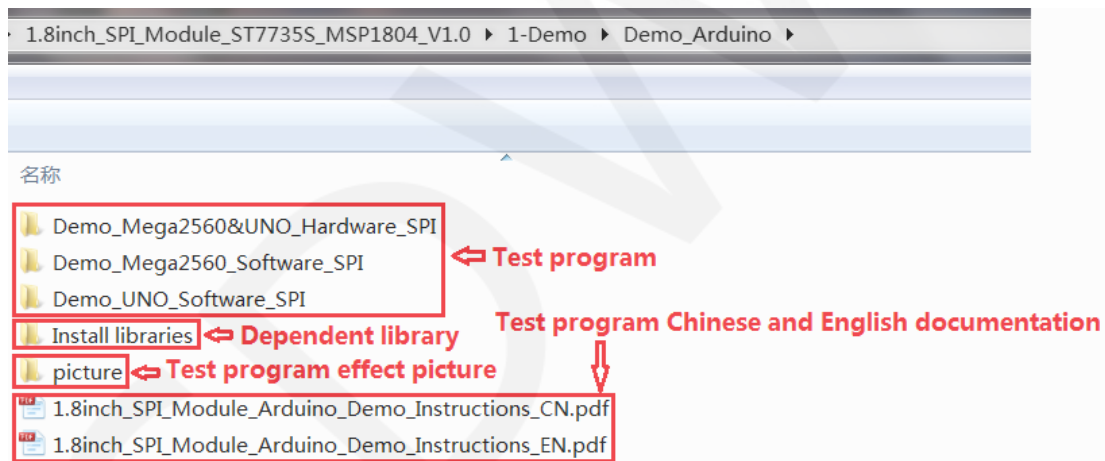 1.8inch_SPI_Module_ST7735S_MSP1804_V1.0 ▸ 1-Demo ▸ Demo_Arduino ▸
名称
Demo_Mega2560&UNO_Hardware_SPI
Demo_Mega2560_Software_SPI
Test program
Demo_UNO_Software_SPI
Install libraries
Dependent library
Test program Chinese and English documentation
picture
Test program effect picture
1.8inch_SPI_Module_Arduino_Demo_Instructions_CN.pdf
1.8inch_SPI_Module_Arduino_Demo_Instructions_EN.pdf